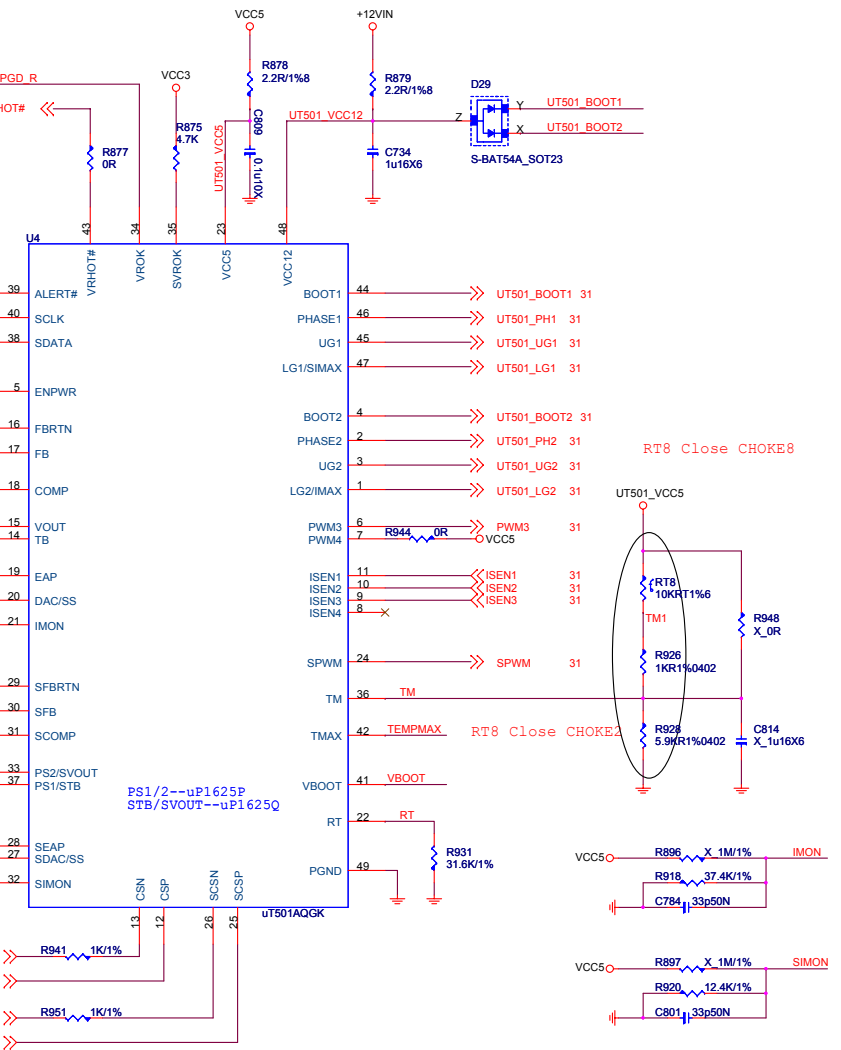 VCC5
+12VIN
R878
2.2R/1%8
R879
2.2R/1%8
VCC3
PGD_R
HOT#
D29
Y
UT501_BOOT1
Z
X
UT501_BOOT2
S-BAT54A_SOT23
C809
0.1u10X
UT501_VCC5
UT501_VCC12
R875
4.7K
R877
0R
C734
1u16X6
43
34
35
23
48
U4
VRHOT#
VROK
SVROK
VCC5
VCC12
39 ALERT#
40 SCLK
38 SDATA
5 ENPWR
16 FBRTN
17 FB
18 COMP
15 VOUT
14 TB
19 EAP
20 DAC/SS
21 IMON
29 SFBRTN
30 SFB
31 SCOMP
33 PS2/SVOUT
37 PS1/STB
28 SEAP
27 SDAC/SS
32 SIMON
BOOT1 44 UT501_BOOT1 31
PHASE1 46 UT501_PH1 31
UG1 45 UT501_UG1 31
LG1/SIMAX 47 UT501_LG1 31
BOOT2 4 UT501_BOOT2 31
PHASE2 2 UT501_PH2 31
UG2 3 UT501_UG2 31
LG2/IMAX 1 UT501_LG2 31
PWM3 6 PWM3 31
PWM4 7 R944 0R VCC5
ISEN1 11 ISEN1 31
ISEN2 10 ISEN2 31
ISEN3 9 ISEN3 31
ISEN4 8
SPWM 24 SPWM 31
TM 36 TM
TMAX 42 TEMPMAX
VBOOT 41 VBOOT
RT 22 RT
PGND 49
R931
31.6K/1%
PS1/2--uP1625P
STB/SVOUT--uP1625Q
CSN
CSP
SCSN
SCSP
13
12
26
25
uT501AQGK
R941 1K/1%
R951 1K/1%
RT8 Close CHOKE8
UT501_VCC5
RT8
10KRT1%6
TM1
R948
X_0R
R926
1KR1%0402
RT8 Close CHOKE2
R928
5.9KR1%0402
C814
X_1u16X6
VCC5 R896 X_1M/1% IMON
R918 37.4K/1%
C784 33p50N
VCC5 R897 X_1M/1% SIMON
R920 12.4K/1%
C801 33p50N